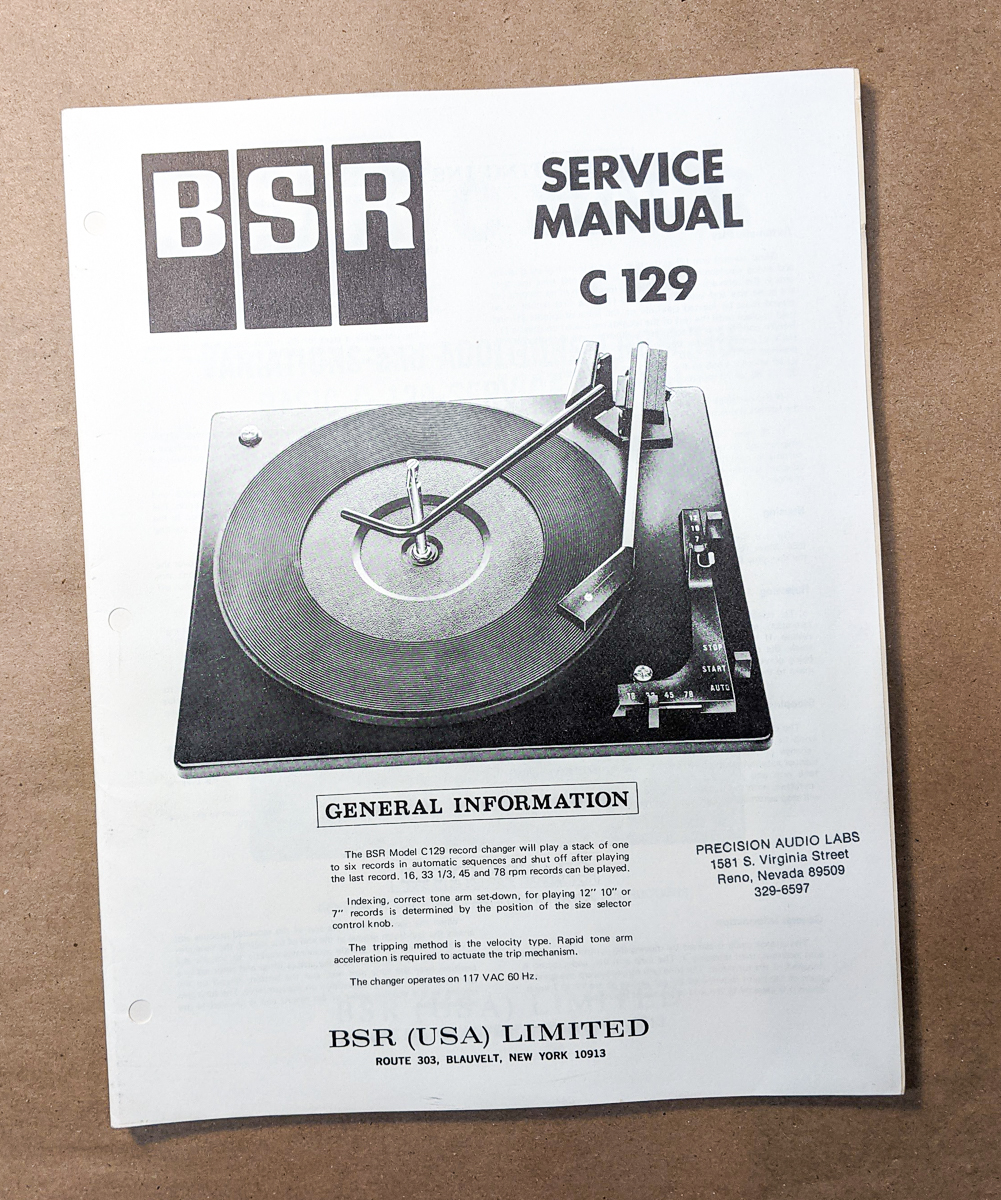 BSR
SERVICE
MANUAL
C 129
16
7
STOP
START
AUTO
16 33 45 78
GENERAL INFORMATION
The BSR Model C129 record changer will play a stack of one
to six records in automatic sequences and shut off after playing
the last record. 16, 33 1/3, 45 and 78 rpm records can be played.
Indexing, correct tone arm set-down, for playing 12" 10" or
7" records is determined by the position of the size selector
control knob.
The tripping method is the velocity type. Rapid tone arm
acceleration is required to actuate the trip mechanism.
The changer operates on 117 VAC 60 Hz.
PRECISION AUDIO LABS
1581 S. Virginia Street
Reno, Nevada 89509
329-6597
BSR (USA) LIMITED
ROUTE 303, BLAUVELT, NEW YORK 10913